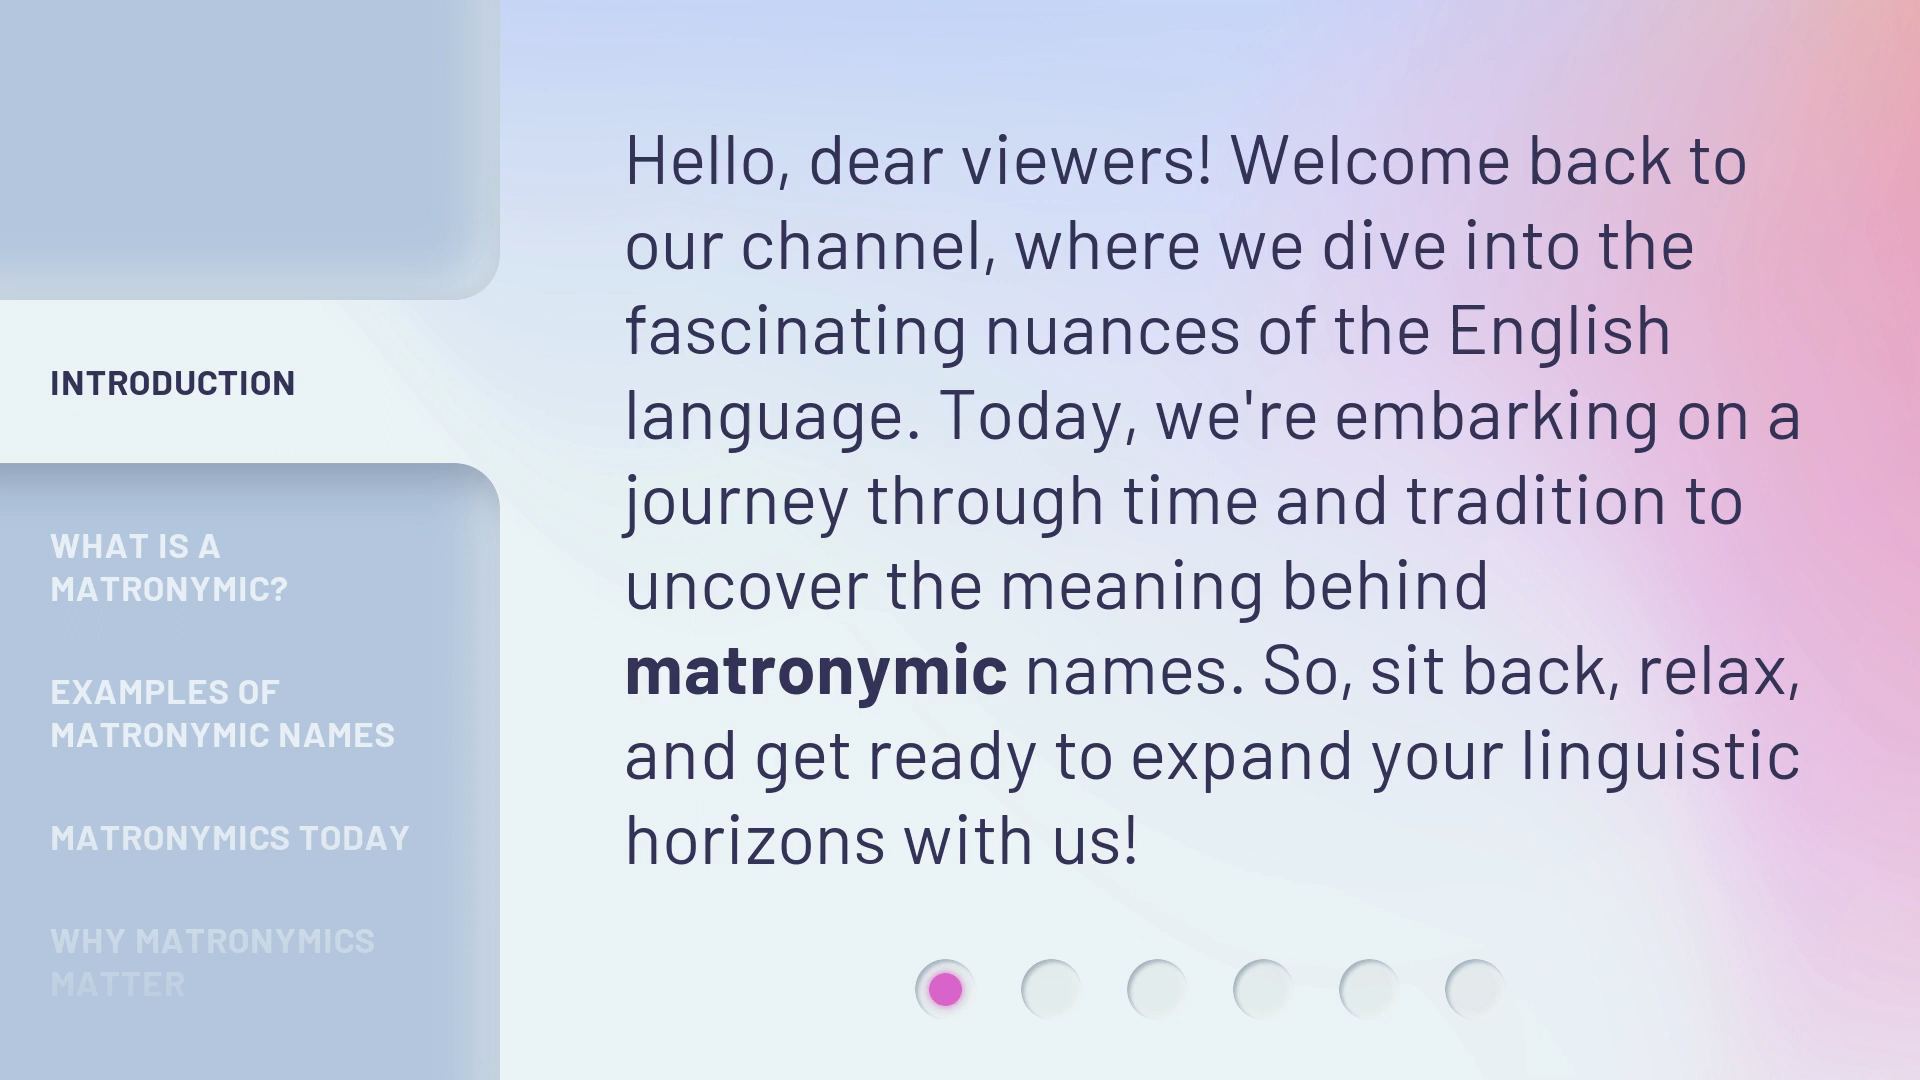 INTRODUCTION
WHAT IS A
MATRONYMIC?
EXAMPLES OF
MATRONYMIC NAMES
MATRONYMICS TODAY
WHY MATRONYMICS
MATTER
Hello, dear viewers! Welcome back to
our channel, where we dive into the
fascinating nuances of the English
language. Today, we're embarking on a
journey through time and tradition to
uncover the meaning behind
matronymic names. So, sit back, relax,
and get ready to expand your linguistic
horizons with us!